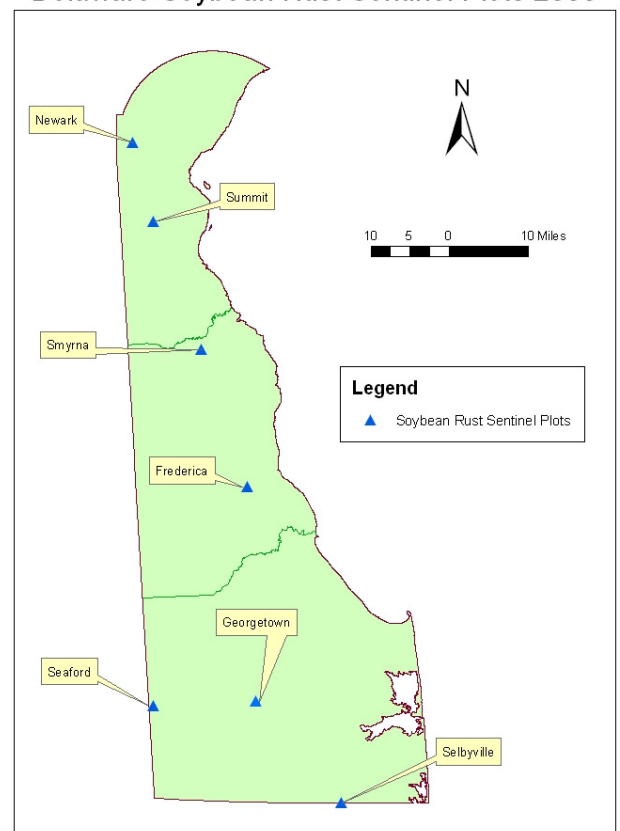 Newark
N
Summit
10 5 0 10 Miles
Smyrna
Legend
Soybean Rust Sentinel Plots
Frederica
Georgetown
Seaford
Selbyville